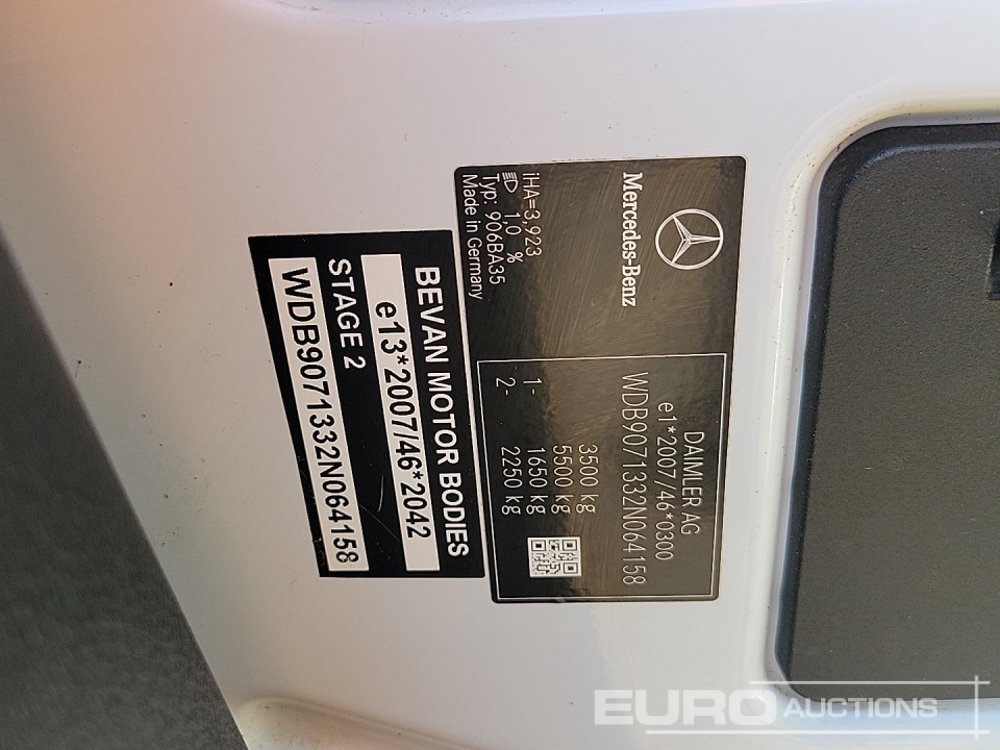 Mercedes-Benz
iHA=3,923
1,0 %
Typ: 906BA35
Made in Germany
DAIMLER AG
e1*2007/46*0300
WDB9071332N064158
3500 kg
5500 kg
1- 1650 kg
2- 2250 kg
BEVAN MOTOR BODIES
e13*2007/46*2042
STAGE 2
WDB9071332N064158
EURO AUCTIONS